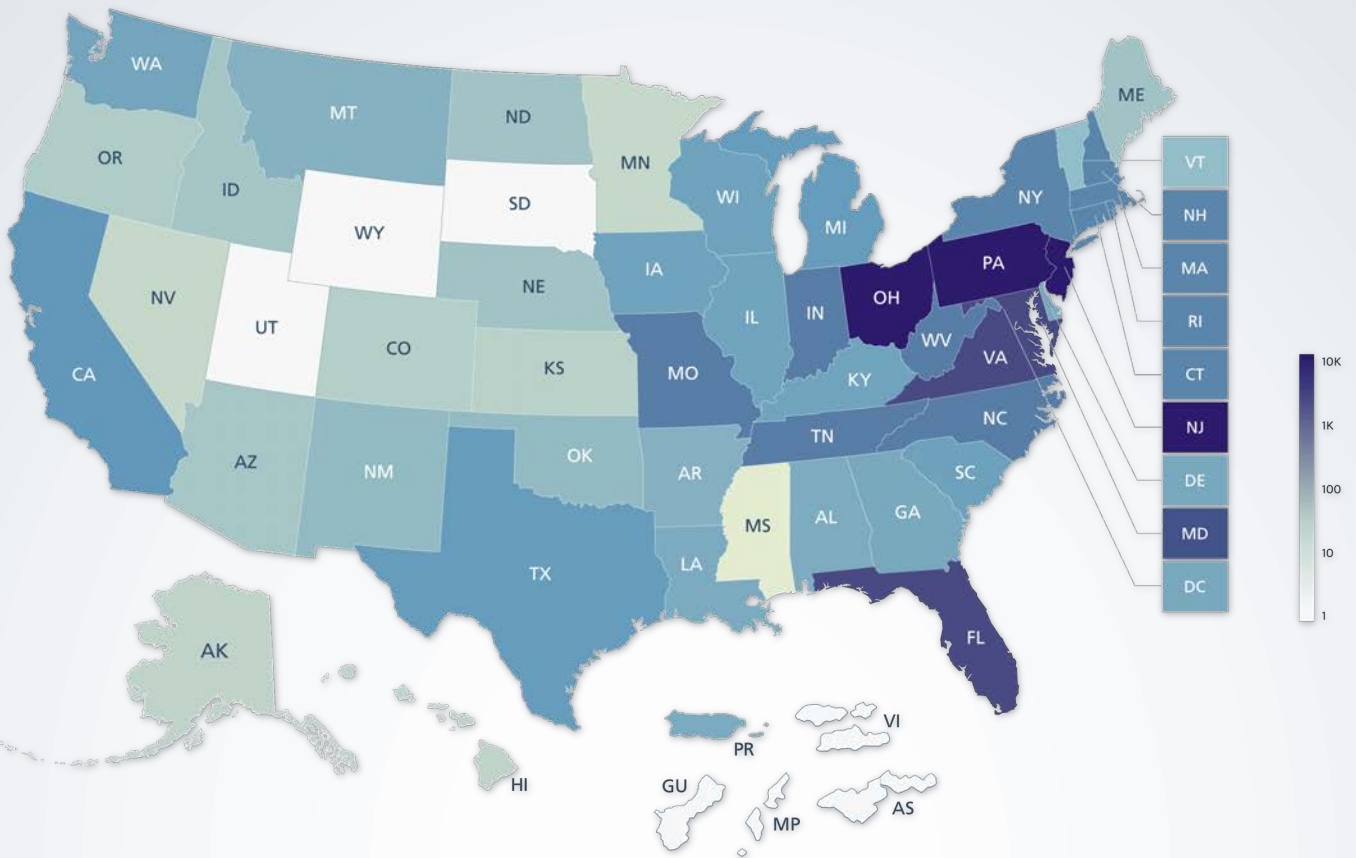 WA
MT
ND
MN
OR
ID
SD
WY
WI
MI
NY
ME
VT
NH
MA
RI
CT
NJ
DE
MD
DC
NV
UT
NE
IA
IL
IN
OH
PA
CA
CO
KS
MO
KY
WV
VA
AZ
NM
OK
AR
TN
NC
SC
TX
LA
MS
AL
GA
FL
AK
HI
PR
VI
GU
MP
AS
10K
1K
100
10
1